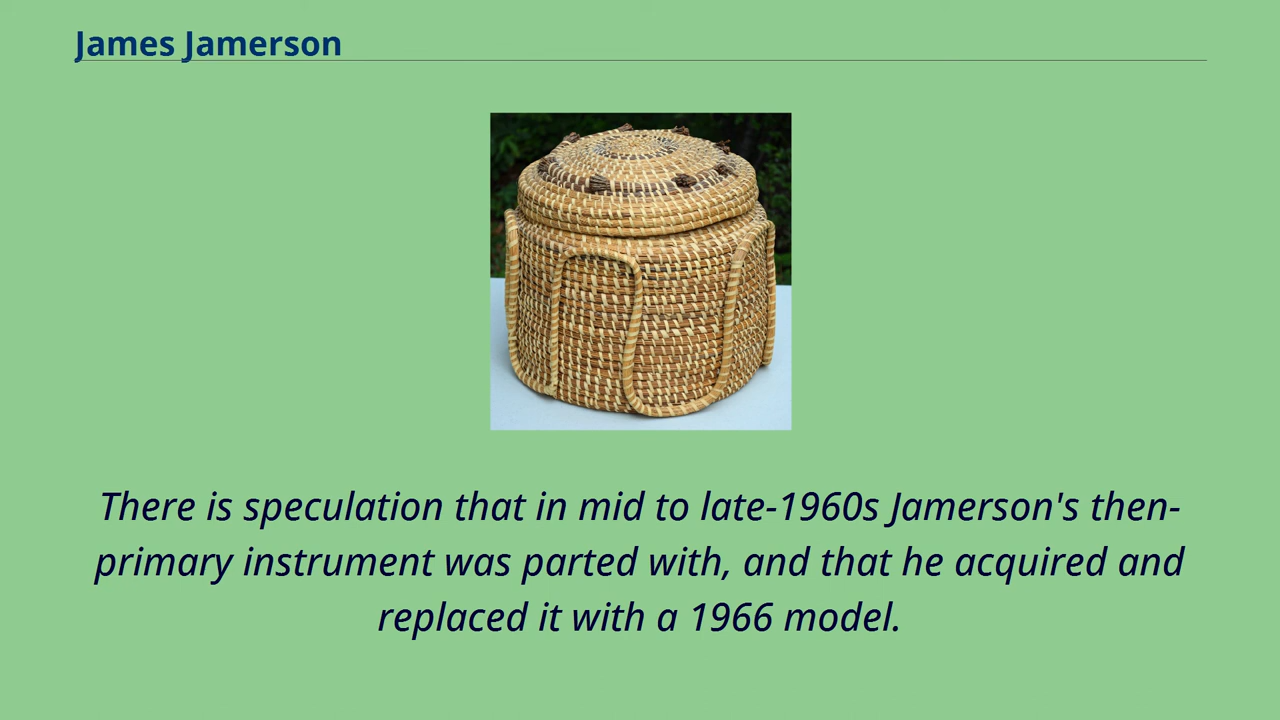 James Jamerson
There is speculation that in mid to late-1960s Jamerson's then-
primary instrument was parted with, and that he acquired and
replaced it with a 1966 model.